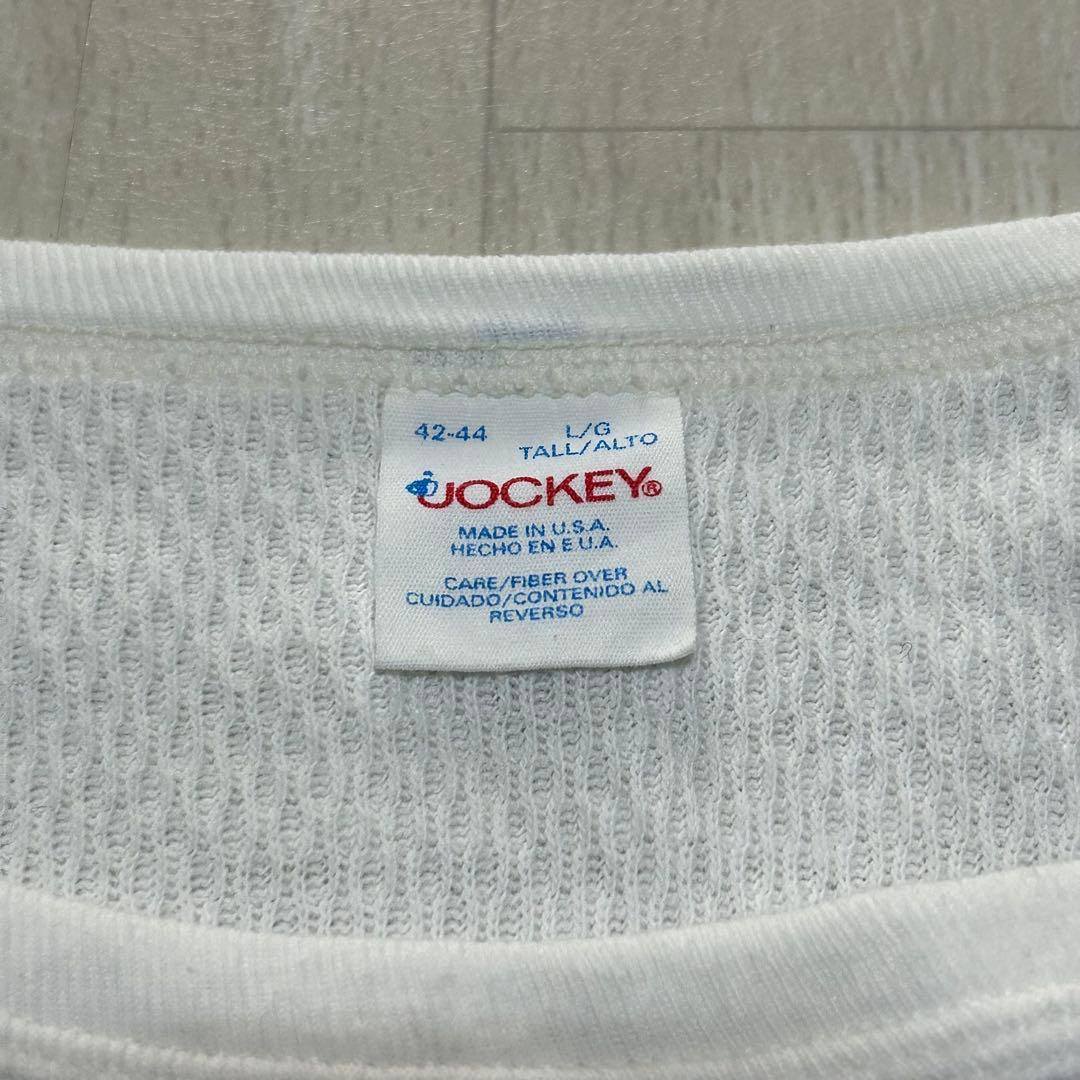 42-44 L/G
TALL/ALTO
JOCKEY®
MADE IN U.S.A.
HECHO EN E.U.A.
CARE/FIBER OVER
CUIDADO/CONTENIDO AL
REVERSO